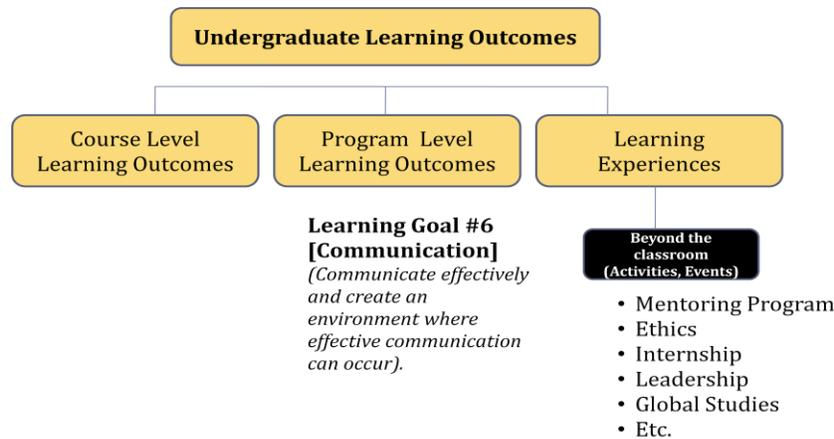 Undergraduate Learning Outcomes
Course Level
Learning Outcomes
Program Level
Learning Outcomes
Learning
Experiences
Learning Goal #6
[Communication]
(Communicate effectively
and create an
environment where
effective communication
can occur).
Beyond the
classroom
(Activities, Events)
• Mentoring Program
• Ethics
• Internship
• Leadership
• Global Studies
• Etc.